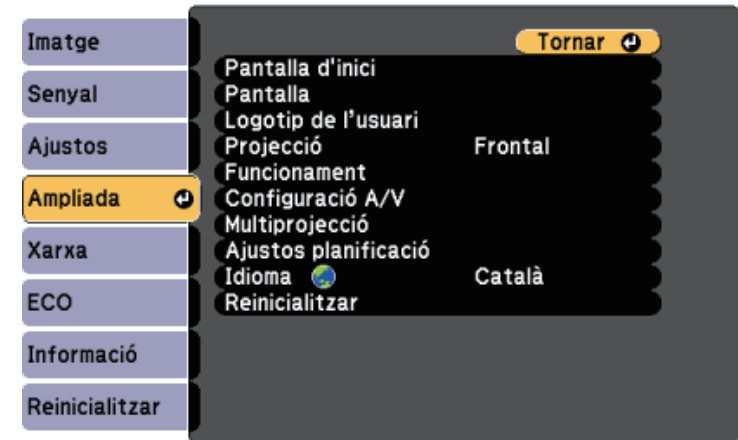 Imatge
Senyal
Ajustos
Ampliada
Xarxa
ECO
Informació
Reinicialitzar
Tornar
Pantalla d'inici
Pantalla
Logotip de l'usuari
Projecció Frontal
Funcionament
Configuració A/V
Multiprojecció
Ajustos planificació
Idioma Català
Reinicialitzar